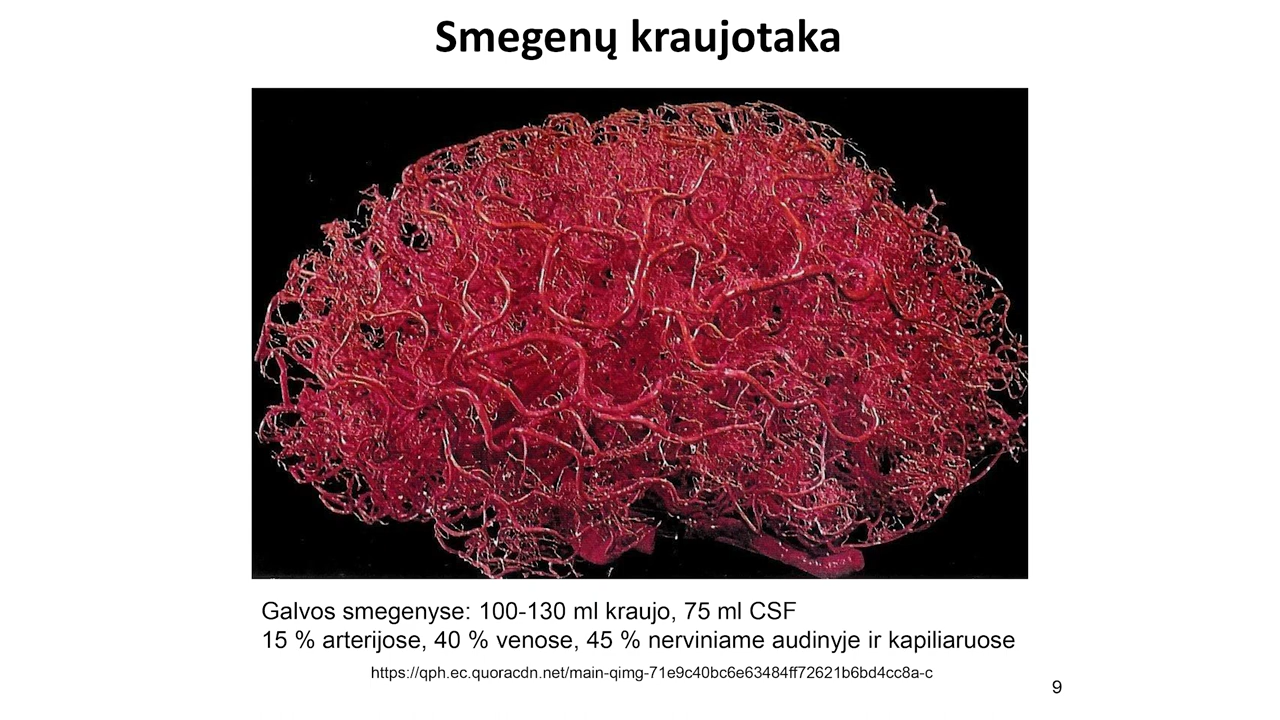 Smegenų kraujotaka
Galvos smegenyse: 100-130 ml kraujo, 75 ml CSF
15 % arterijose, 40 % venose, 45 % nerviniame audinyje ir kapiliaruose
https://qph.ec.quoracdn.net/main-qimg-71e9c40bc6e63484ff72621b6bd4cc8a-c
9